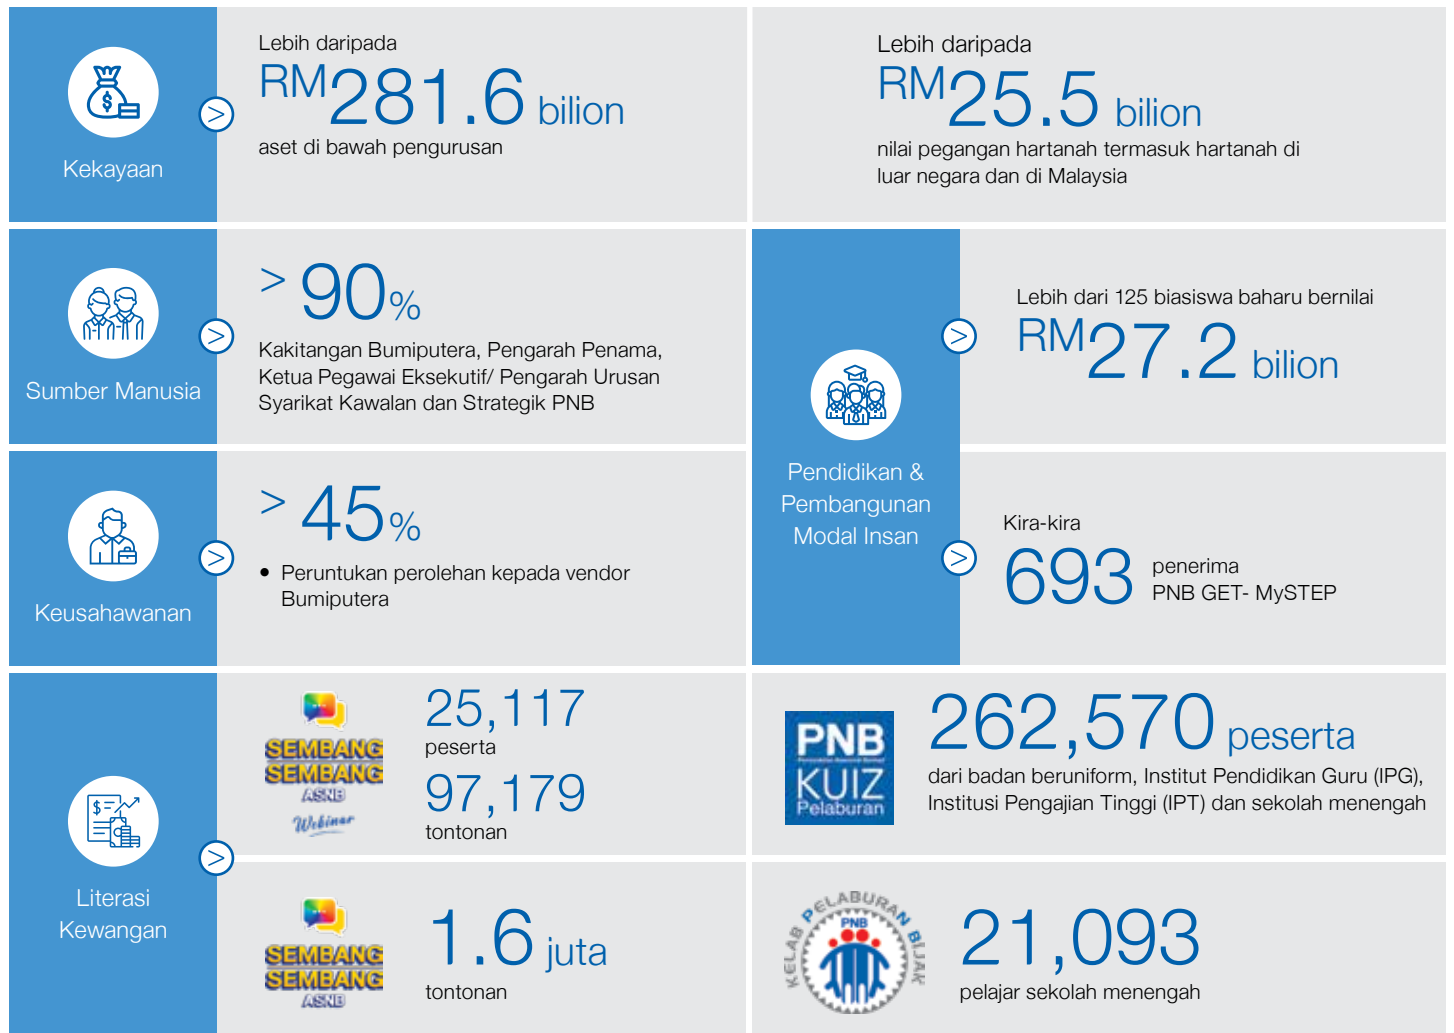 Kekayaan
Lebih daripada
RM281.6 bilion
aset di bawah pengurusan
Lebih daripada
RM25.5 bilion
nilai pegangan hartanah termasuk hartanah di
luar negara dan di Malaysia
Sumber Manusia
> 90%
Kakitangan Bumiputera, Pengarah Penama,
Ketua Pegawai Eksekutif/ Pengarah Urusan
Syarikat Kawalan dan Strategik PNB
Keusahawanan
> 45%
• Peruntukan perolehan kepada vendor
Bumiputera
Pendidikan &
Pembangunan
Modal Insan
Lebih dari 125 biasiswa baharu bernilai
RM27.2 bilion
Kira-kira
693 penerima
PNB GET- MySTEP
Literasi
Kewangan
SEMBANG
SEMBANG
ASNB
Webinar
25,117
peserta
97,179
tontonan
PNB
KUIZ
Pelaburan
262,570 peserta
dari badan beruniform, Institut Pendidikan Guru (IPG),
Institusi Pengajian Tinggi (IPT) dan sekolah menengah
SEMBANG
SEMBANG
ASNB
1.6 juta
tontonan
KELAB PELABURAN BIJAK
PNB
21,093
pelajar sekolah menengah